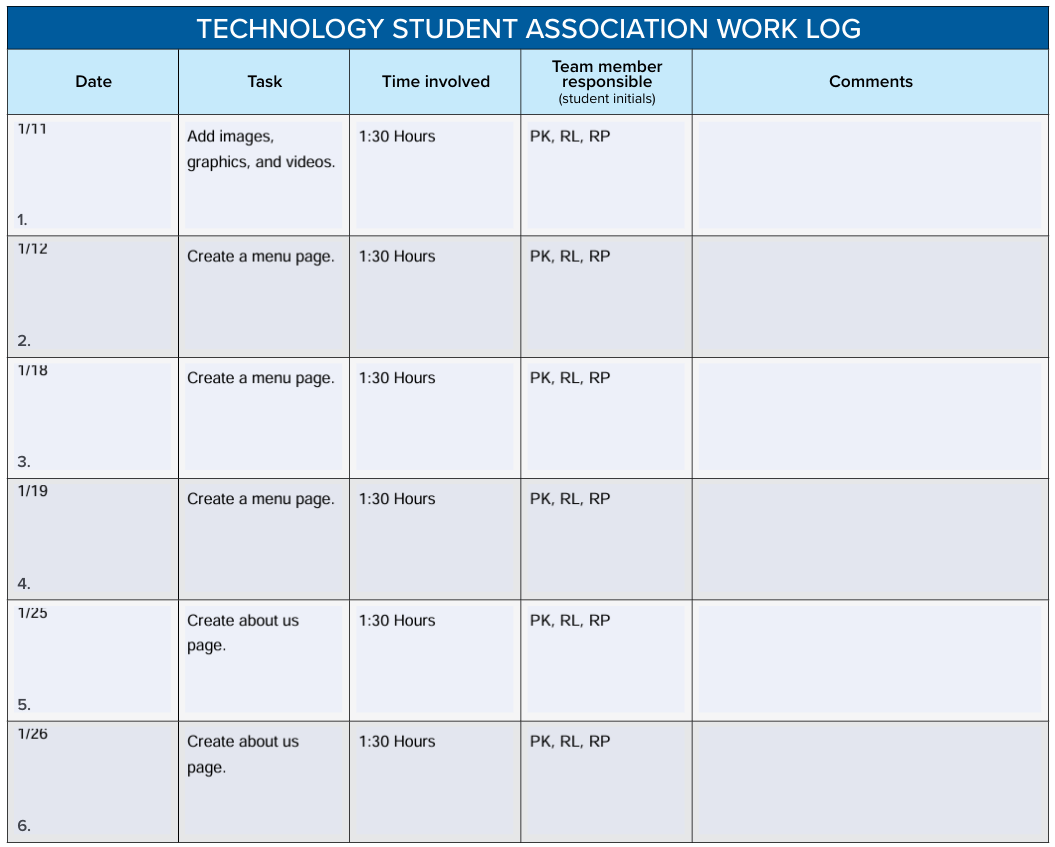 TECHNOLOGY STUDENT ASSOCIATION WORK LOG
Date
Task
Time involved
Team member
responsible
(student initials)
Comments
1/11
1.
Add images,
graphics, and videos.
1:30 Hours
PK, RL, RP
1/12
2.
Create a menu page.
1:30 Hours
PK, RL, RP
1/18
3.
Create a menu page.
1:30 Hours
PK, RL, RP
1/19
4.
Create a menu page.
1:30 Hours
PK, RL, RP
1/25
5.
Create about us
page.
1:30 Hours
PK, RL, RP
1/26
6.
Create about us
page.
1:30 Hours
PK, RL, RP